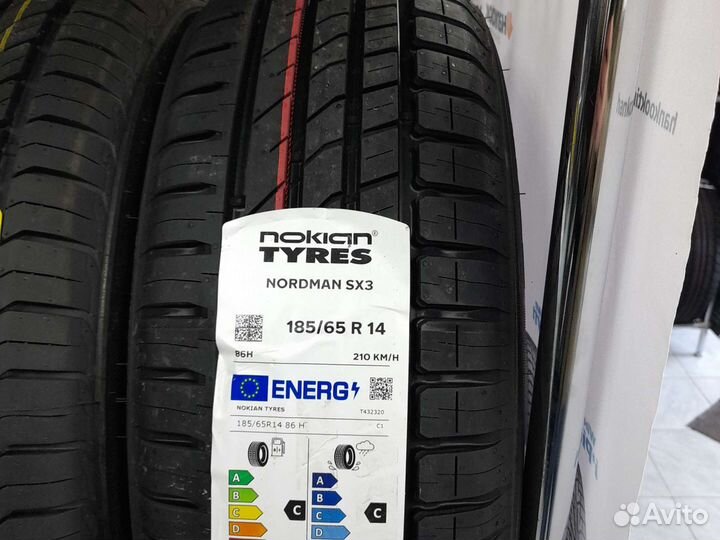 nokian®
TYRES
NORDMAN SX3
185/65 R 14
86H 210 KM/H
ENERG
NOKIAN TYRES T432320
185/65R14 86 H C1
A A
B B
C C C C
D D
hankooktire
Avito